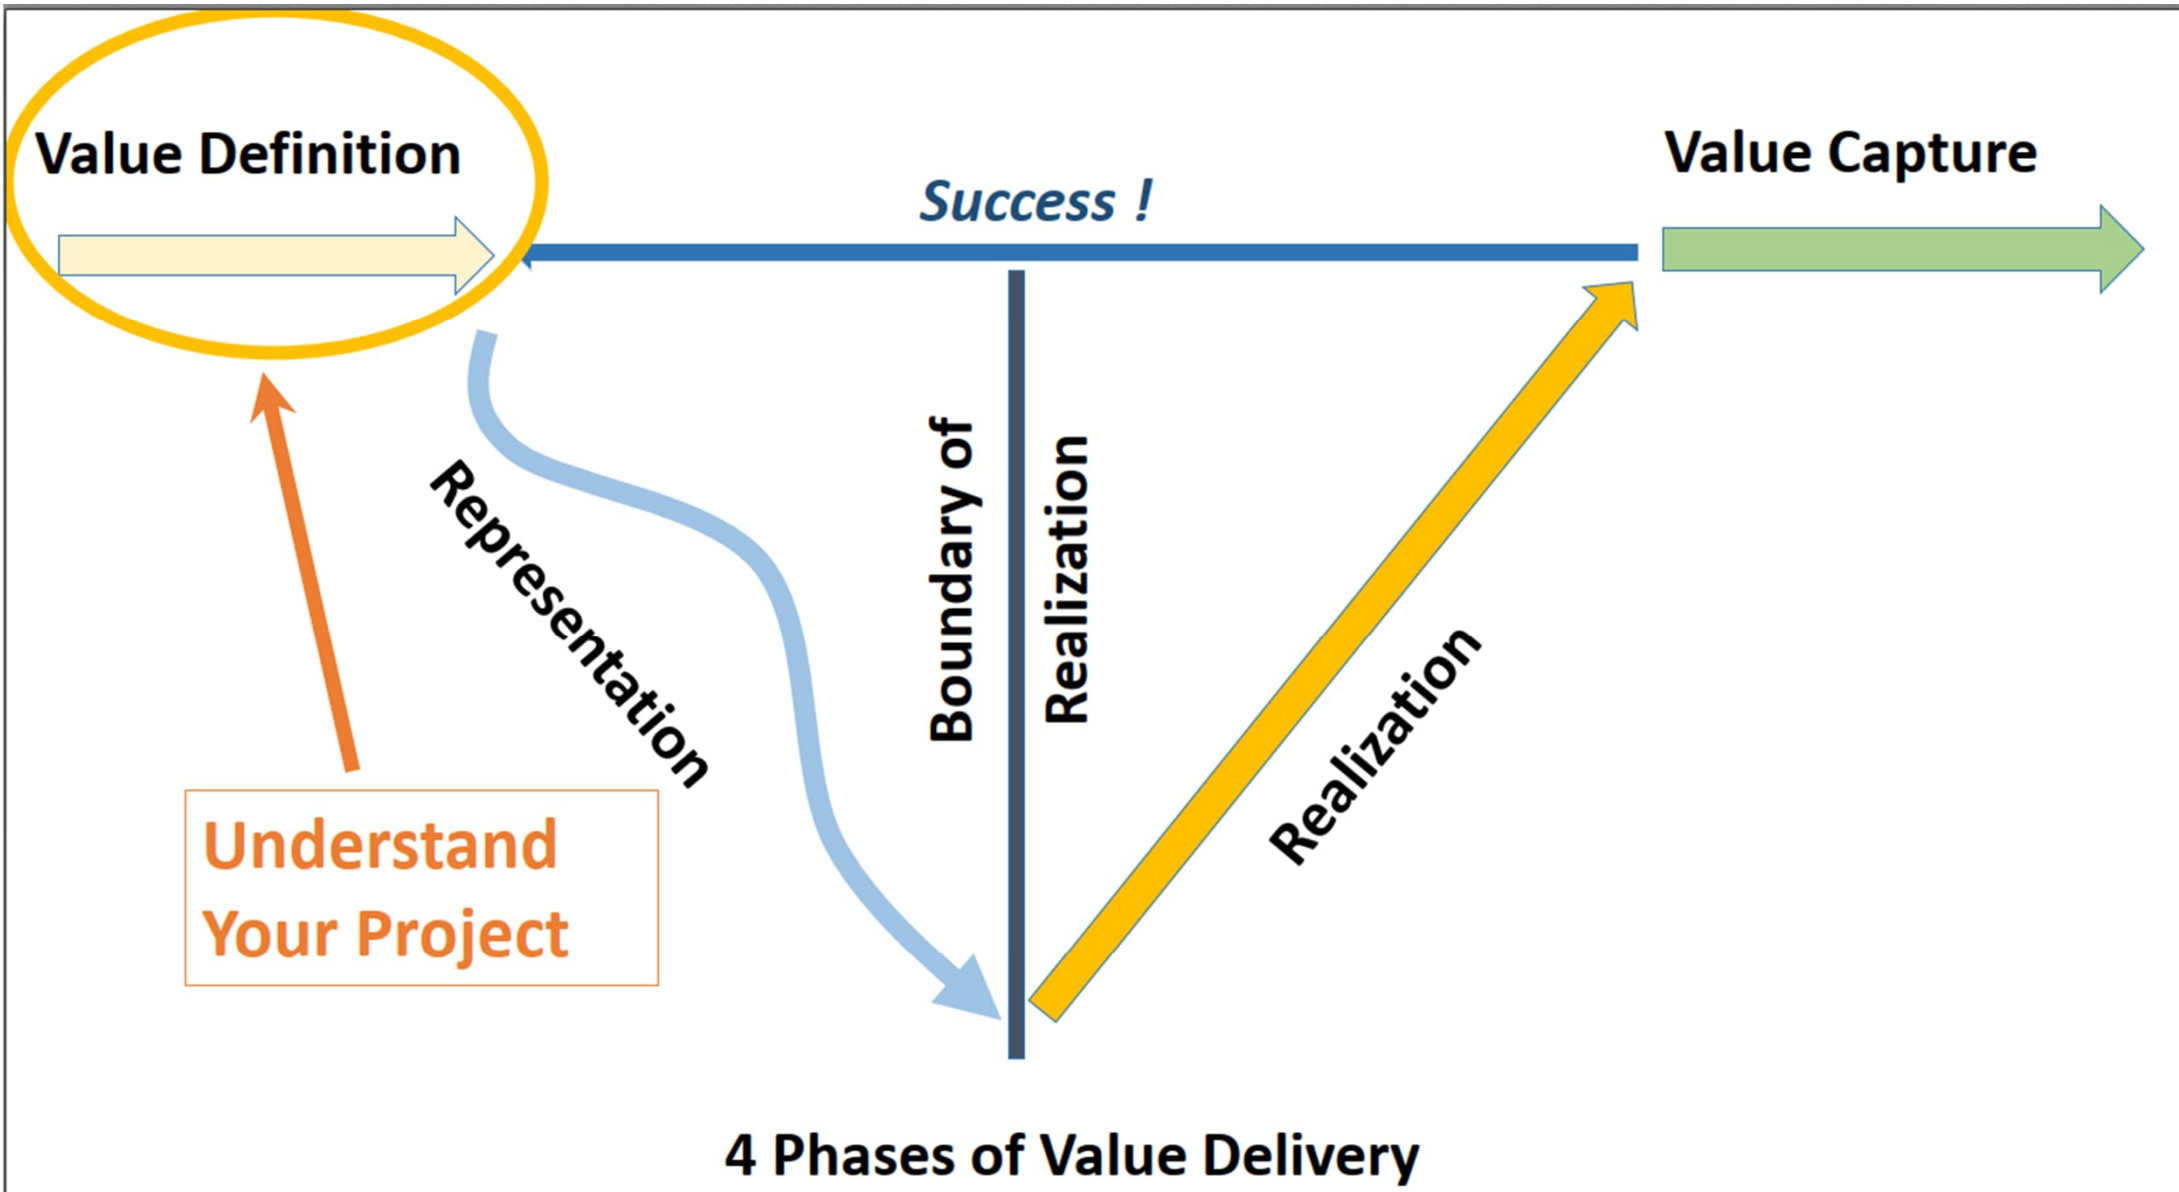 Value Definition
Success !
Value Capture
Representation
Boundary of
Realization
Realization
Understand
Your Project
4 Phases of Value Delivery